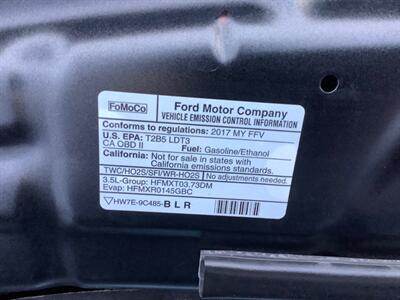 FoMoCo
Ford Motor Company
VEHICLE EMISSION CONTROL INFORMATION
Conforms to regulations: 2017 MY FFV
U.S. EPA: T2B5 LDT3
Fuel: Gasoline/Ethanol
CA OBD II
California: Not for sale in states with
California emissions standards.
TWC/HO2S/SFI/WR-HO2S No adjustments needed.
3.5L-Group: HFMXT03.73DM
Evap: HFMXR0145GBC
HW7E-9C485-BLR